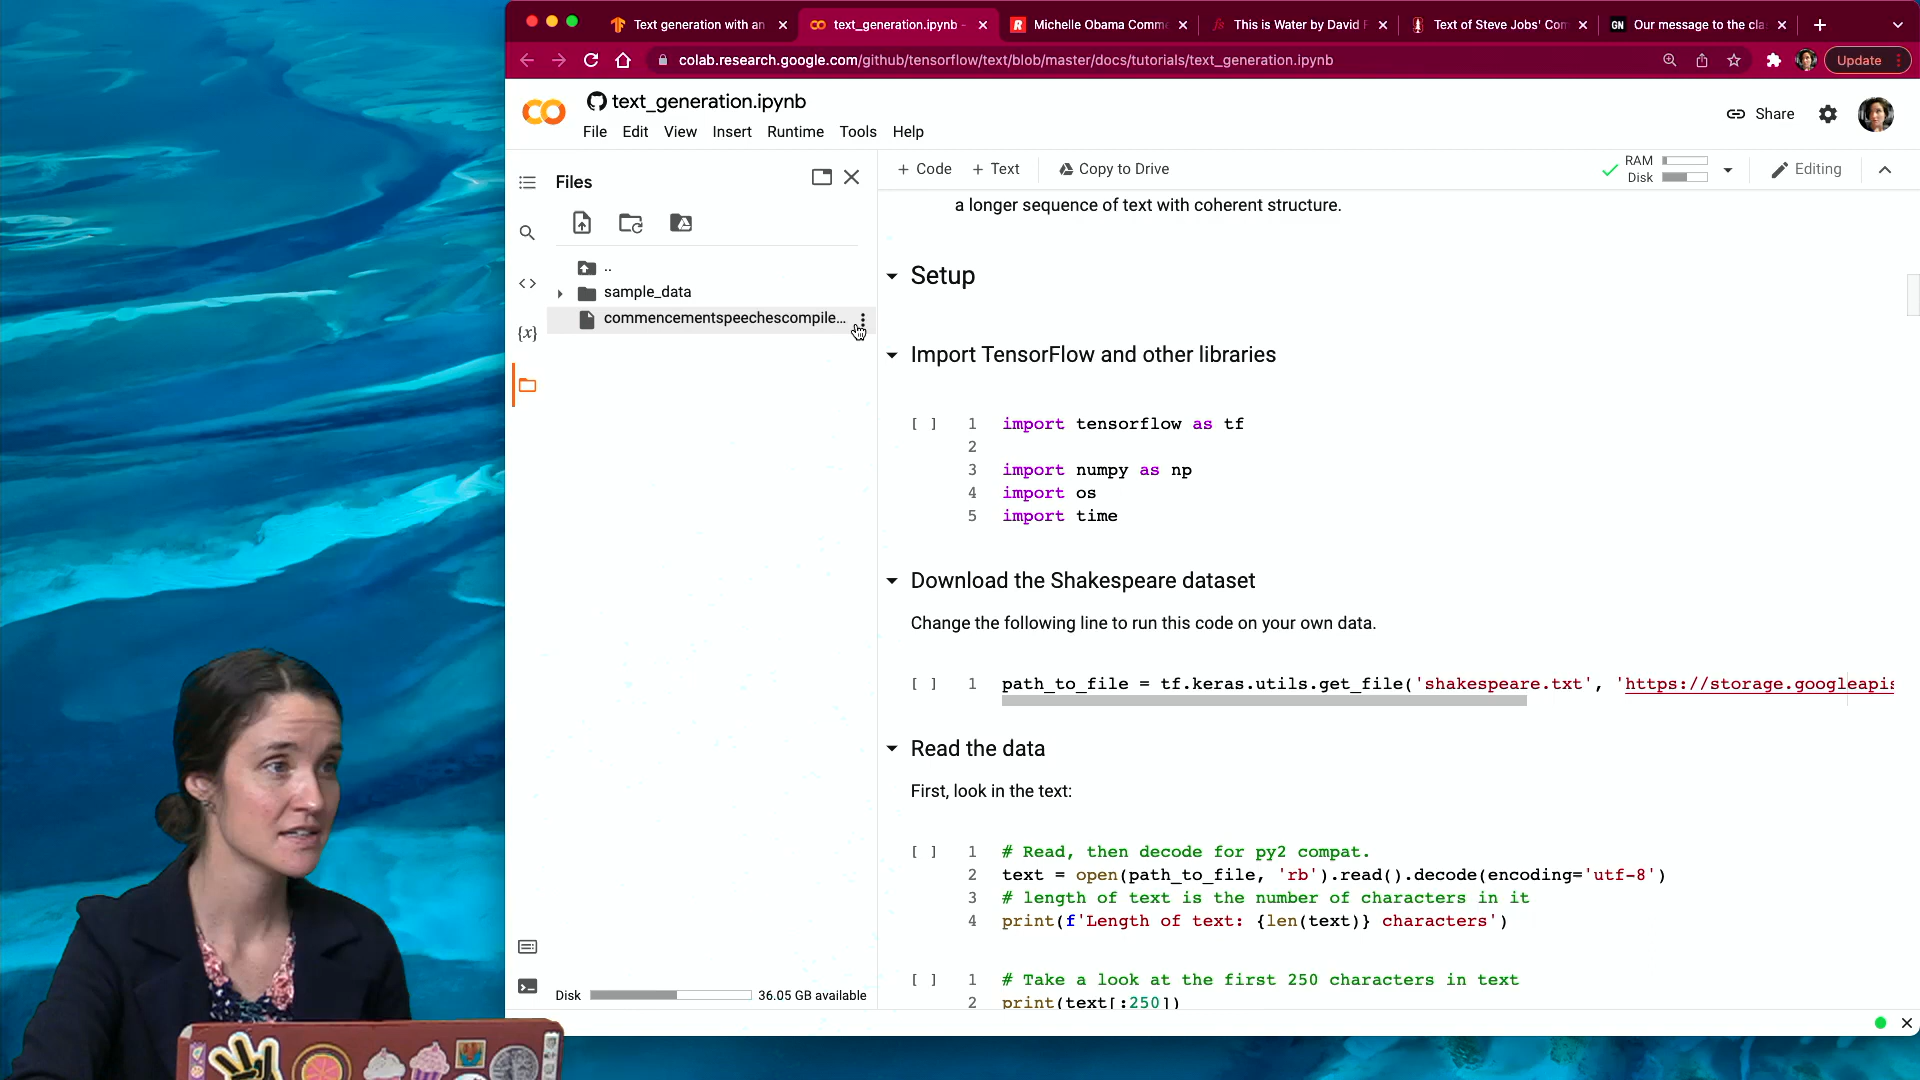 Text generation with an
text_generation.ipynb -
Michelle Obama Comm
This is Water by David F
Text of Steve Jobs' Com
GN
Our message to the cla
colab.research.google.com/github/tensorflow/text/blob/master/docs/tutorials/text_generation.ipynb
Update
text_generation.ipynb
File Edit View Insert Runtime Tools Help
Share
Files
+ Code + Text
Copy to Drive
RAM
Disk
Editing
..
sample_data
commencementspeechescompile...
{x}
a longer sequence of text with coherent structure.
Setup
Import TensorFlow and other libraries
[ ] 1 import tensorflow as tf
2
3 import numpy as np
4 import os
5 import time
Download the Shakespeare dataset
Change the following line to run this code on your own data.
[ ] 1 path_to_file = tf.keras.utils.get_file('shakespeare.txt', 'https://storage.googleapis
Read the data
First, look in the text:
[ ] 1 # Read, then decode for py2 compat.
2 text = open(path_to_file, 'rb').read().decode(encoding='utf-8')
3 # length of text is the number of characters in it
4 print(f'Length of text: {len(text)} characters')
[ ] 1 # Take a look at the first 250 characters in text
2 print(text[:250])
Disk
36.05 GB available